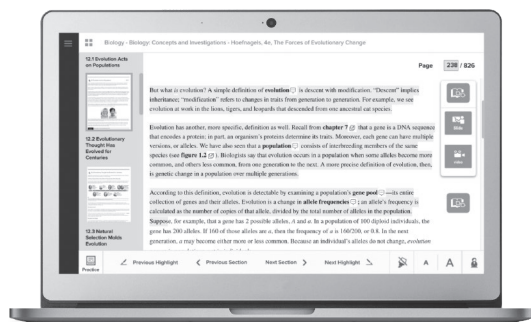 Biology - Biology: Concepts and Investigations - Hoefnagels, 4e, The Forces of Evolutionary Change
12.1 Evolution Acts
on Populations
12.2 Evolutionary
Thought Has
Evolved for
Centuries
12.3 Natural
Selection Molds
Evolution
Page 238 / 826
But what is evolution? A simple definition of evolution is descent with modification. "Descent" implies
inheritance; "modification" refers to changes in traits from generation to generation. For example, we see
evolution at work in the lions, tigers, and leopards that descended from one ancestral cat species.
Evolution has another, more specific, definition as well. Recall from chapter 7 that a gene is a DNA sequence
that encodes a protein; in part, an organism's proteins determine its traits. Moreover, each gene can have multiple
versions, or alleles. We have also seen that a population consists of interbreeding members of the same
species (see figure 1.2 ). Biologists say that evolution occurs in a population when some alleles become more
common, and others less common, from one generation to the next. A more precise definition of evolution, then,
is genetic change in a population over multiple generations.
According to this definition, evolution is detectable by examining a population's gene pool —its entire
collection of genes and their alleles. Evolution is a change in allele frequencies ; an allele's frequency is
calculated as the number of copies of that allele, divided by the total number of alleles in the population.
Suppose, for example, that a gene has 2 possible alleles, A and a. In a population of 100 diploid individuals, the
gene has 200 alleles. If 160 of those alleles are a, then the frequency of a is 160/200, or 0.8. In the next
generation, a may become either more or less common. Because an individual's alleles do not change, evolution
Slide
Practice
Previous Highlight
Previous Section
Next Section
Next Highlight
A
A